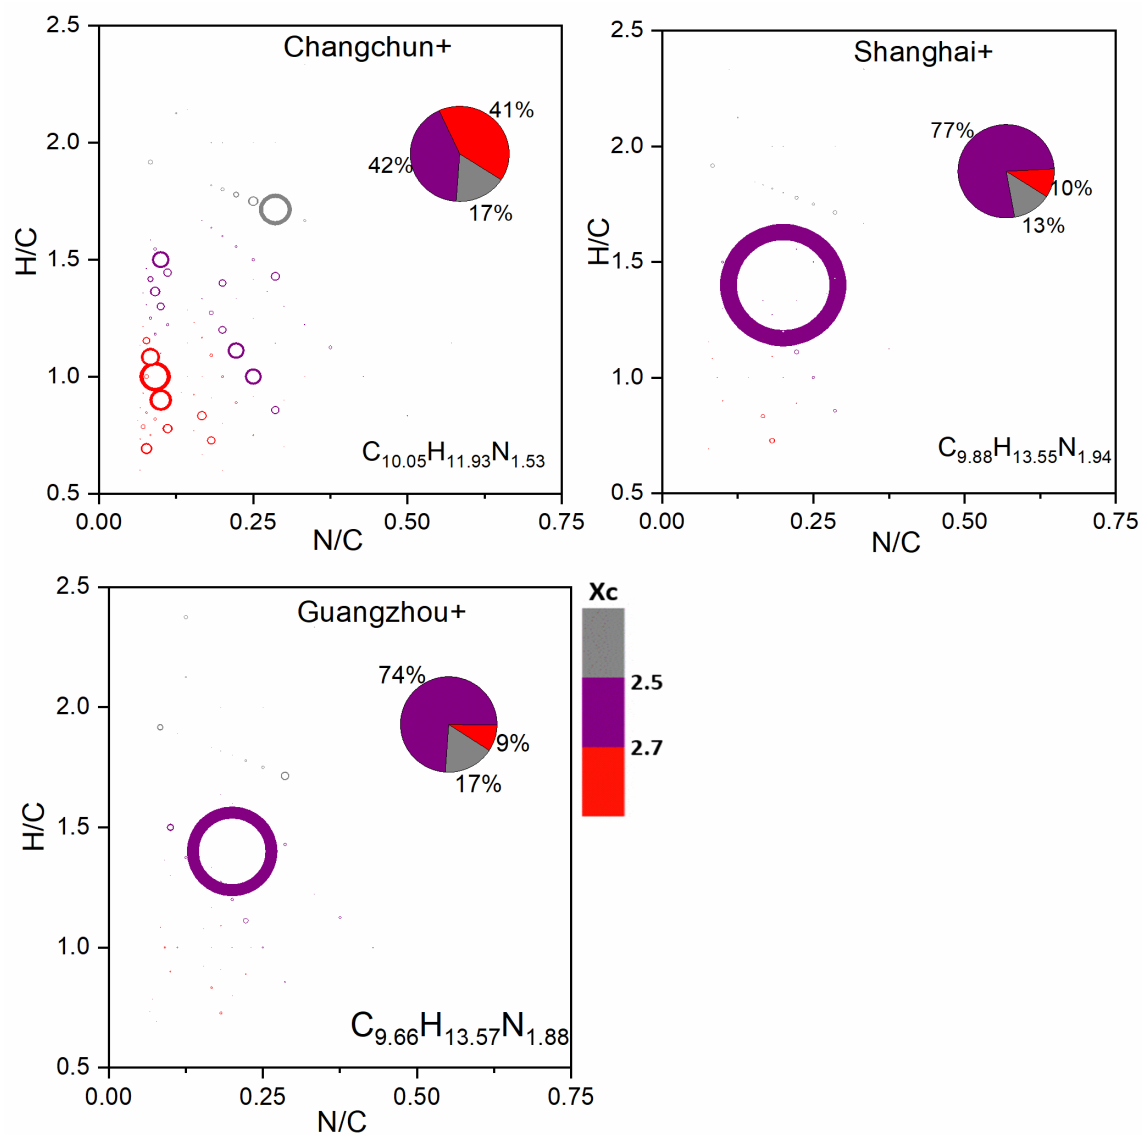 Changchun+
2.5
2.0
1.5
1.0
0.5
H/C
41%
42%
17%
C10.05H11.93N1.53
0.00 0.25 0.50 0.75
N/C
Shanghai+
2.5
2.0
1.5
1.0
0.5
H/C
77%
10%
13%
C9.88H13.55N1.94
0.00 0.25 0.50 0.75
N/C
Guangzhou+
2.5
2.0
1.5
1.0
0.5
H/C
74%
9%
17%
C9.66H13.57N1.88
0.00 0.25 0.50 0.75
N/C
Xc
2.5
2.7